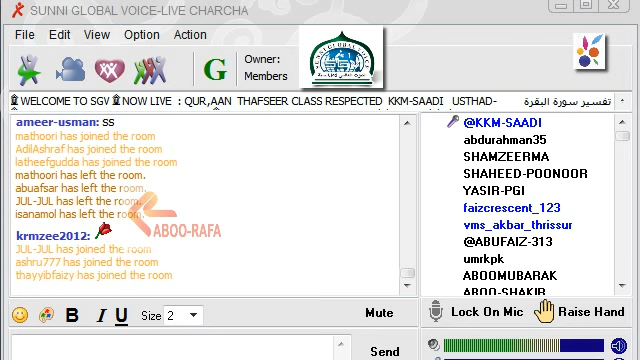 SUNNI GLOBAL VOICE-LIVE CHARCHA
File Edit View Option Action
G
Owner:
Members
SUNNI GLOBAL VOICE
WELCOME TO SGV NOW LIVE : QUR,AAN THAFSEER CLASS RESPECTED KKM-SAADI USTHAD- تفسير سورة البقرة
ameer-usman: ss
mathoori has joined the room
AdilAshraf has joined the room
latheefgudda has joined the room
mathoori has left the room.
abuafsar has left the room.
JUL-JUL has left the room.
isanamol has left the room.
krmzee2012:
ABOO-RAFA
JUL-JUL has joined the room
ashru777 has joined the room
thayyibfaizy has joined the room
@KKM-SAADI
abdurahman35
SHAMZEERMA
SHAHEED-POONOOR
YASIR-PGI
faizcrescent_123
vms_akbar_thrissur
@ABUFAIZ-313
umrkpk
ABOOMUBARAK
ABOO-SHAKIR
B I U Size 2 Mute
Lock On Mic Raise Hand
Send